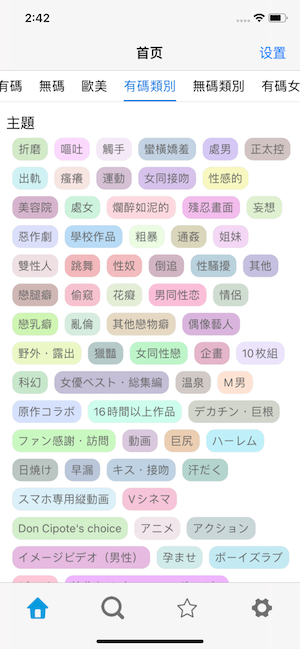 2:42
首页 设置
有碼 無碼 歐美 有碼類別 無碼類別 有碼女
主題
折磨 嘔吐 觸手 蠻橫嬌羞 處男 正太控
出軌 瘙癢 運動 女同接吻 性感的
美容院 處女 爛醉如泥的 殘忍畫面 妄想
惡作劇 學校作品 粗暴 通姦 姐妹
雙性人 跳舞 性奴 倒追 性騷擾 其他
戀腿癖 偷窺 花癡 男同性恋 情侶
戀乳癖 亂倫 其他戀物癖 偶像藝人
野外・露出 獵豔 女同性戀 企畫 10枚組
科幻 女優ベスト・総集編 温泉 M男
原作コラボ 16時間以上作品 デカチン・巨根
ファン感謝・訪問 動画 巨尻 ハーレム
日焼け 早漏 キス・接吻 汗だく
スマホ専用縦動画 Vシネマ
Don Cipote's choice アニメ アクション
イメージビデオ（男性） 孕ませ ボーイズラブ